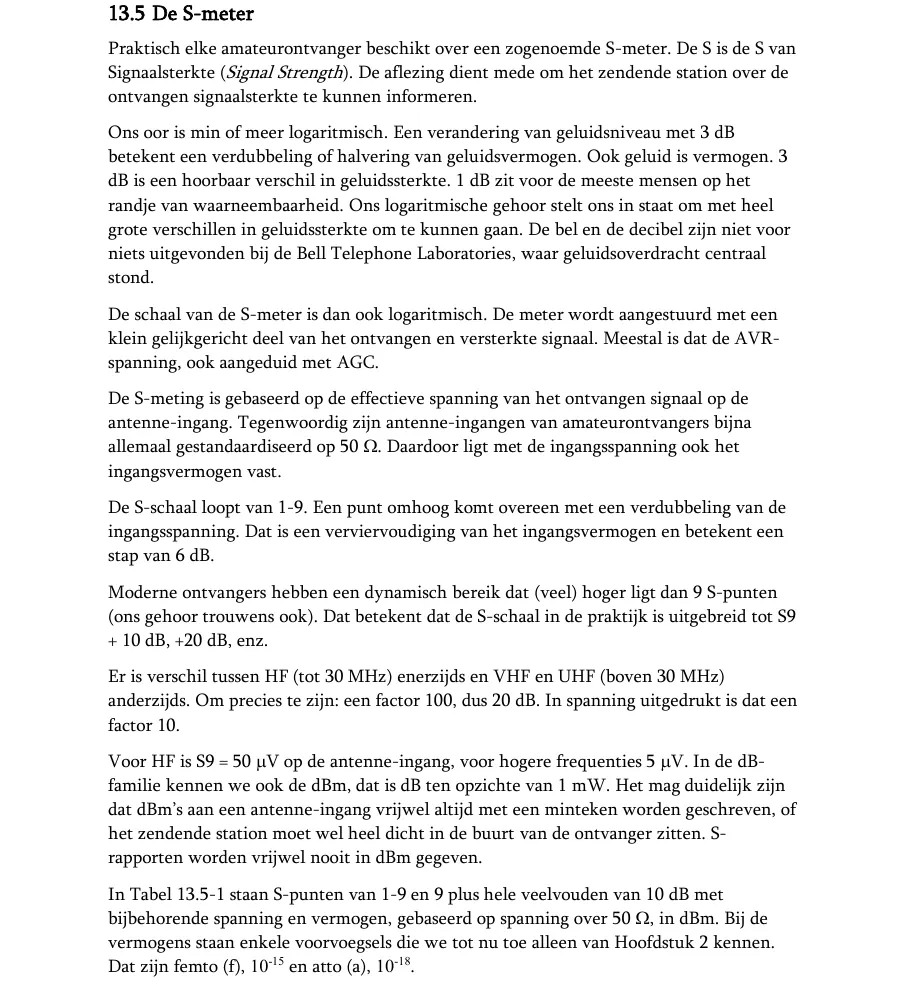 13.5 De S-meter
Praktisch elke amateurontvanger beschikt over een zogenoemde S-meter. De S is de S van
Signaalsterkte (Signal Strength). De aflezing dient mede om het zendende station over de
ontvangen signaalsterkte te kunnen informeren.
Ons oor is min of meer logaritmisch. Een verandering van geluidsniveau met 3 dB
betekent een verdubbeling of halvering van geluidsvermogen. Ook geluid is vermogen. 3
dB is een hoorbaar verschil in geluidssterkte. 1 dB zit voor de meeste mensen op het
randje van waarneembaarheid. Ons logaritmische gehoor stelt ons in staat om met heel
grote verschillen in geluidssterkte om te kunnen gaan. De bel en de decibel zijn niet voor
niets uitgevonden bij de Bell Telephone Laboratories, waar geluidsoverdracht centraal
stond.
De schaal van de S-meter is dan ook logaritmisch. De meter wordt aangestuurd met een
klein gelijkgericht deel van het ontvangen en versterkte signaal. Meestal is dat de AVR-
spanning, ook aangeduid met AGC.
De S-meting is gebaseerd op de effectieve spanning van het ontvangen signaal op de
antenne-ingang. Tegenwoordig zijn antenne-ingangen van amateurontvangers bijna
allemaal gestandaardiseerd op 50 Ω. Daardoor ligt met de ingangsspanning ook het
ingangsvermogen vast.
De S-schaal loopt van 1-9. Een punt omhoog komt overeen met een verdubbeling van de
ingangsspanning. Dat is een verviervoudiging van het ingangsvermogen en betekent een
stap van 6 dB.
Moderne ontvangers hebben een dynamisch bereik dat (veel) hoger ligt dan 9 S-punten
(ons gehoor trouwens ook). Dat betekent dat de S-schaal in de praktijk is uitgebreid tot S9
+ 10 dB, +20 dB, enz.
Er is verschil tussen HF (tot 30 MHz) enerzijds en VHF en UHF (boven 30 MHz)
anderzijds. Om precies te zijn: een factor 100, dus 20 dB. In spanning uitgedrukt is dat een
factor 10.
Voor HF is S9 = 50 µV op de antenne-ingang, voor hogere frequenties 5 µV. In de dB-
familie kennen we ook de dBm, dat is dB ten opzichte van 1 mW. Het mag duidelijk zijn
dat dBm's aan een antenne-ingang vrijwel altijd met een minteken worden geschreven, of
het zendende station moet wel heel dicht in de buurt van de ontvanger zitten. S-
rapporten worden vrijwel nooit in dBm gegeven.
In Tabel 13.5-1 staan S-punten van 1-9 en 9 plus hele veelvouden van 10 dB met
bijbehorende spanning en vermogen, gebaseerd op spanning over 50 Ω, in dBm. Bij de
vermogens staan enkele voorvoegsels die we tot nu toe alleen van Hoofdstuk 2 kennen.
Dat zijn femto (f), 10⁻¹⁵ en atto (a), 10⁻¹⁸.